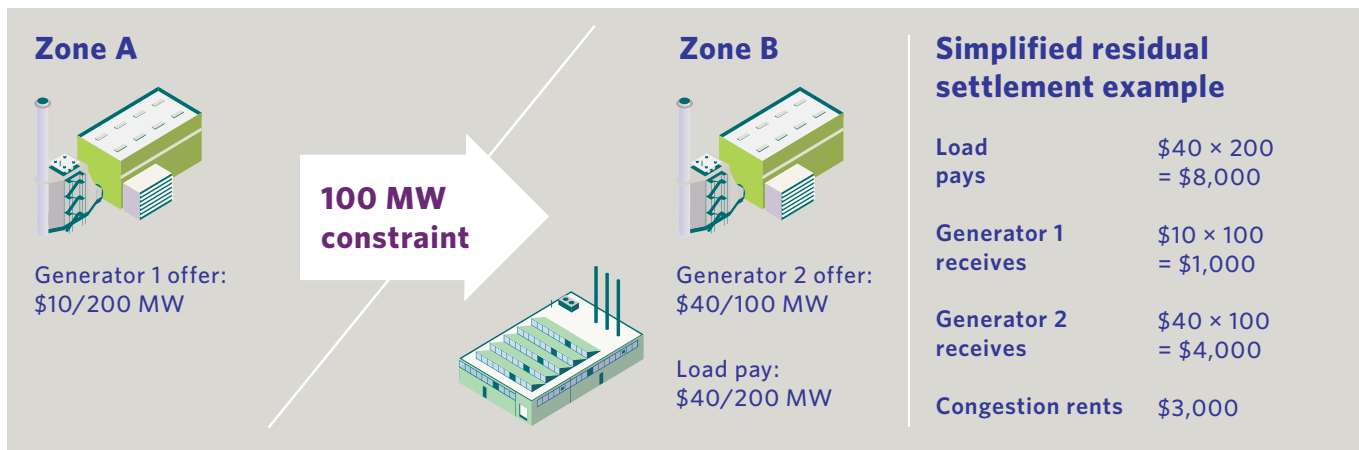 Zone A
Generator 1 offer:
$10/200 MW
100 MW
constraint
Zone B
Generator 2 offer:
$40/100 MW
Load pay:
$40/200 MW
Simplified residual
settlement example
Load
pays
$40 × 200
= $8,000
Generator 1
receives
$10 × 100
= $1,000
Generator 2
receives
$40 × 100
= $4,000
Congestion rents
$3,000